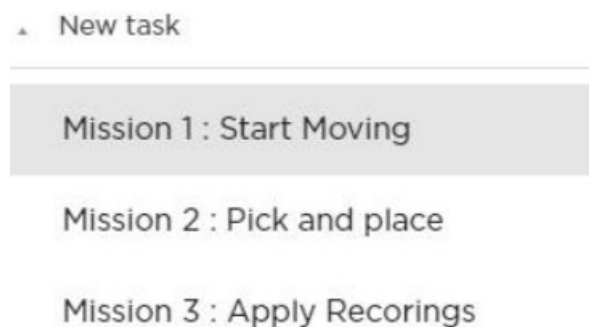 New task
Mission 1 : Start Moving
Mission 2 : Pick and place
Mission 3 : Apply Recorings